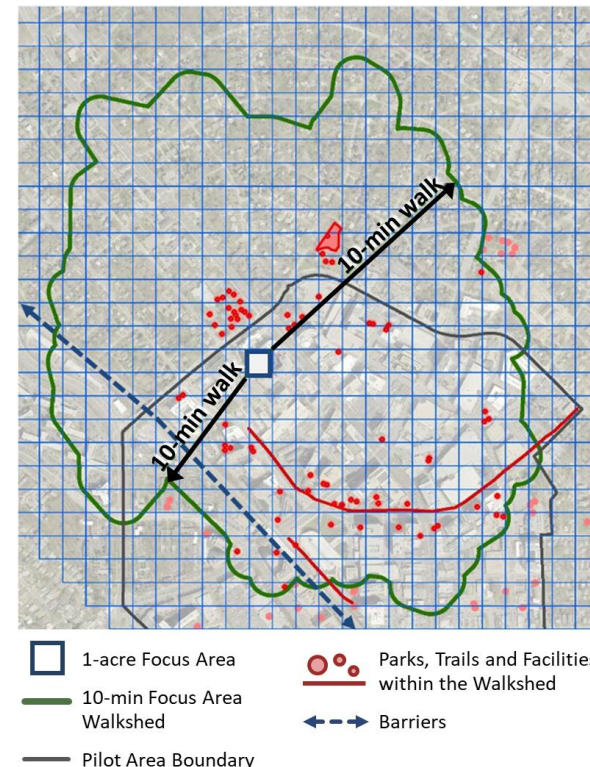 10-min walk
10-min walk
1-acre Focus Area
10-min Focus Area
Walkshed
Pilot Area Boundary
Parks, Trails and Facilities
within the Walkshed
Barriers